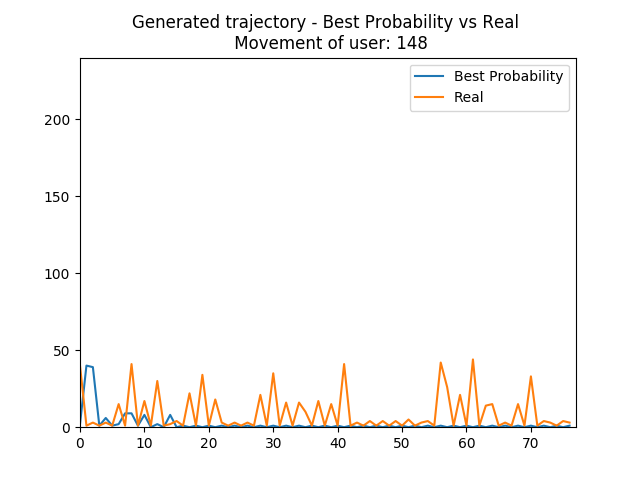 Generated trajectory - Best Probability vs Real
Movement of user: 148
Best Probability
Real
200
150
100
50
0
0 10 20 30 40 50 60 70